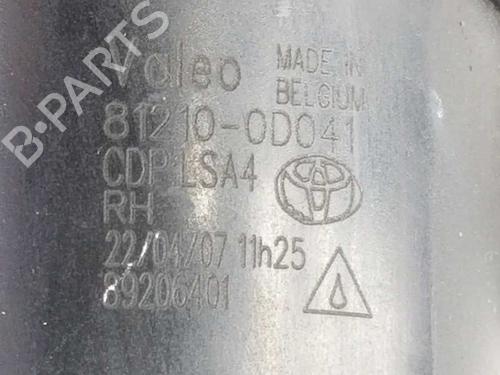 B-PARTS
Valeo
MADE IN
BELGIUM
81210-0D041
CDP LSA4
RH
22/04/07 11h25
89206401